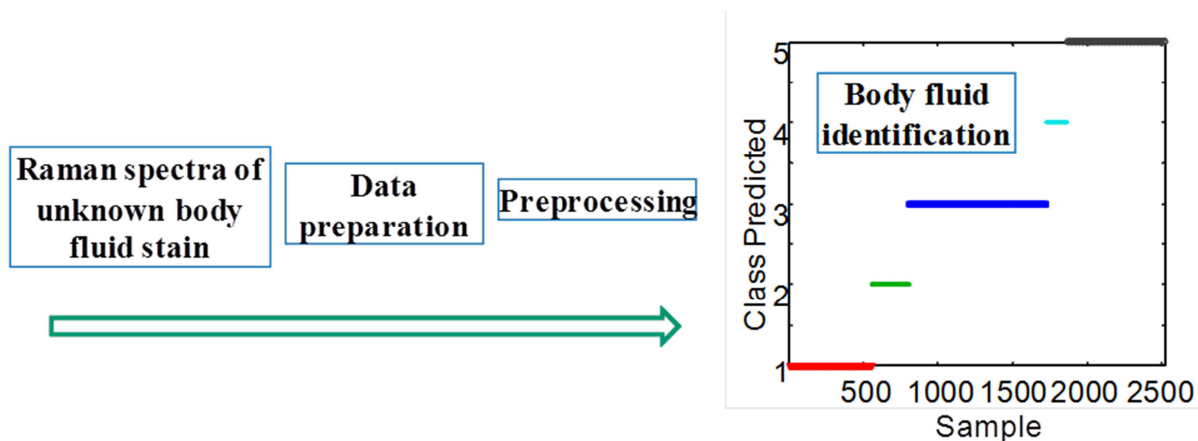 Raman spectra of
unknown body
fluid stain
Data
preparation
Preprocessing
Body fluid
identification
Class Predicted
5
4
3
2
1
500 1000 1500 2000 2500
Sample